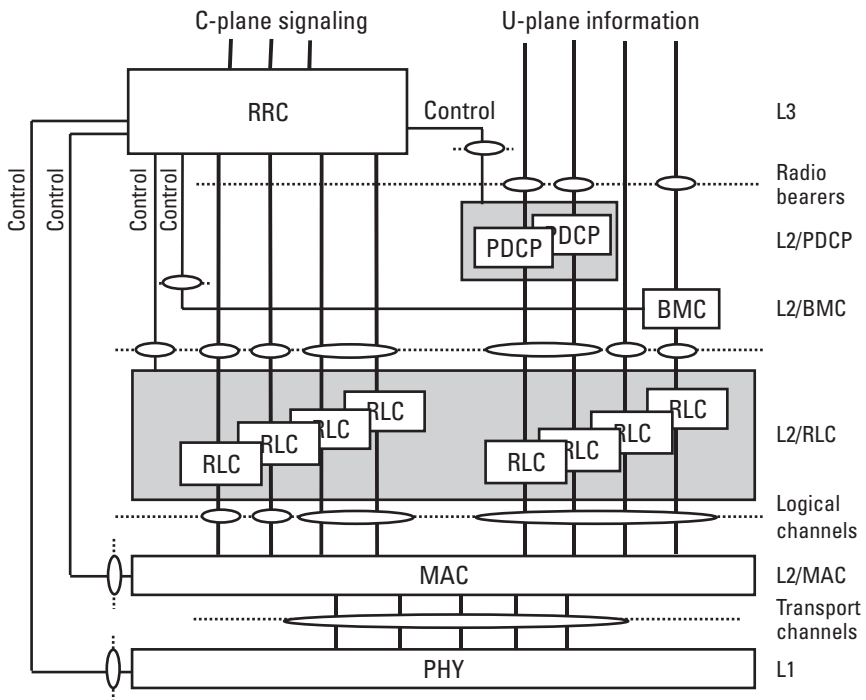 C-plane signaling
U-plane information
RRC
Control
L3
Control
Control
Control
Control
Radio
bearers
PDCP
PDCP
L2/PDCP
BMC
L2/BMC
RLC
RLC
RLC
RLC
RLC
RLC
RLC
RLC
L2/RLC
Logical
channels
MAC
L2/MAC
Transport
channels
PHY
L1